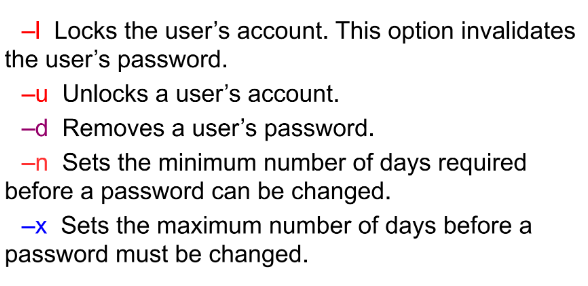 –l Locks the user’s account. This option invalidates
the user’s password.
–u Unlocks a user’s account.
–d Removes a user’s password.
–n Sets the minimum number of days required
before a password can be changed.
–x Sets the maximum number of days before a
password must be changed.